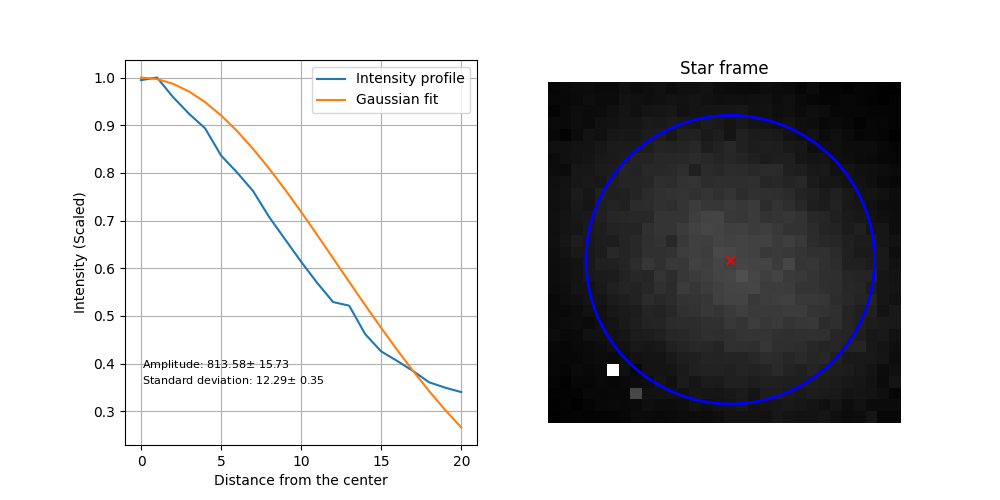 Star frame
Intensity profile
Gaussian fit
1.0
0.9
0.8
0.7
0.6
0.5
0.4
0.3
Intensity (Scaled)
Amplitude: 813.58± 15.73
Standard deviation: 12.29± 0.35
0 5 10 15 20
Distance from the center